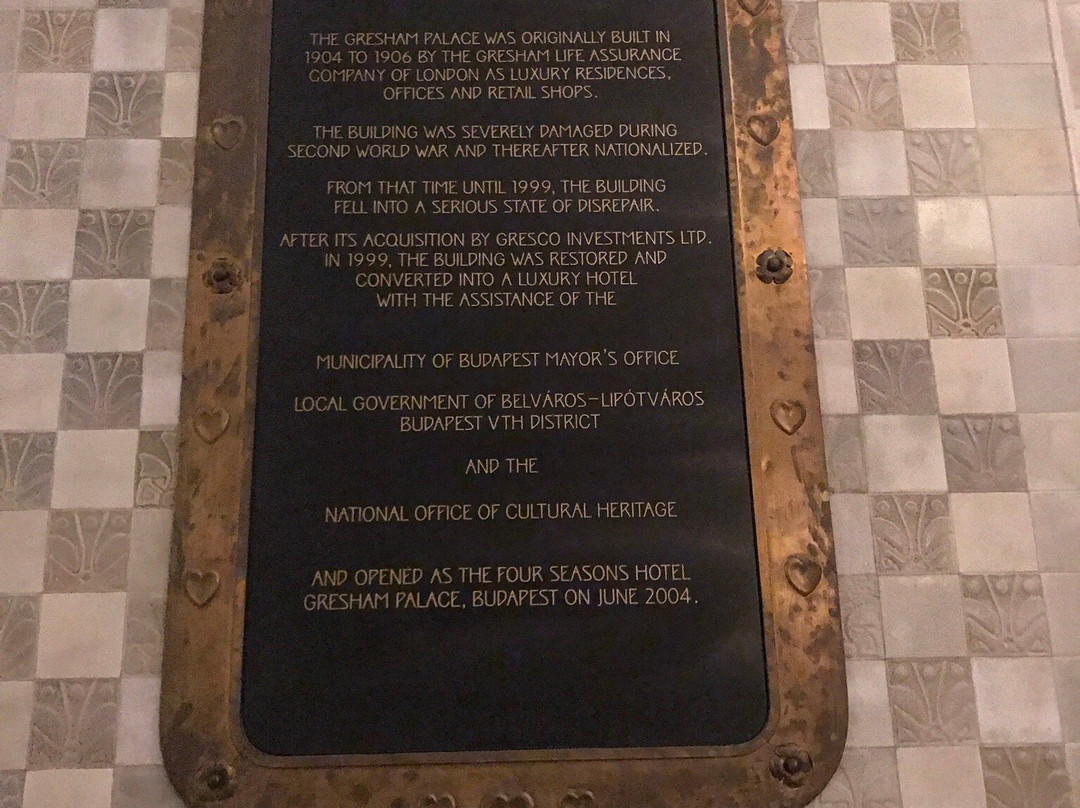 THE GRESHAM PALACE WAS ORIGINALLY BUILT IN
1904 TO 1906 BY THE GRESHAM LIFE ASSURANCE
COMPANY OF LONDON AS LUXURY RESIDENCES,
OFFICES AND RETAIL SHOPS.
THE BUILDING WAS SEVERELY DAMAGED DURING
SECOND WORLD WAR AND THEREAFTER NATIONALIZED.
FROM THAT TIME UNTIL 1999, THE BUILDING
FELL INTO A SERIOUS STATE OF DISREPAIR.
AFTER ITS ACQUISITION BY GRESCO INVESTMENTS LTD.
IN 1999, THE BUILDING WAS RESTORED AND
CONVERTED INTO A LUXURY HOTEL
WITH THE ASSISTANCE OF THE
MUNICIPALITY OF BUDAPEST MAYOR'S OFFICE
LOCAL GOVERNMENT OF BELVÁROS-LIPÓTVÁROS
BUDAPEST VTH DISTRICT
AND THE
NATIONAL OFFICE OF CULTURAL HERITAGE
AND OPENED AS THE FOUR SEASONS HOTEL
GRESHAM PALACE, BUDAPEST ON JUNE 2004.